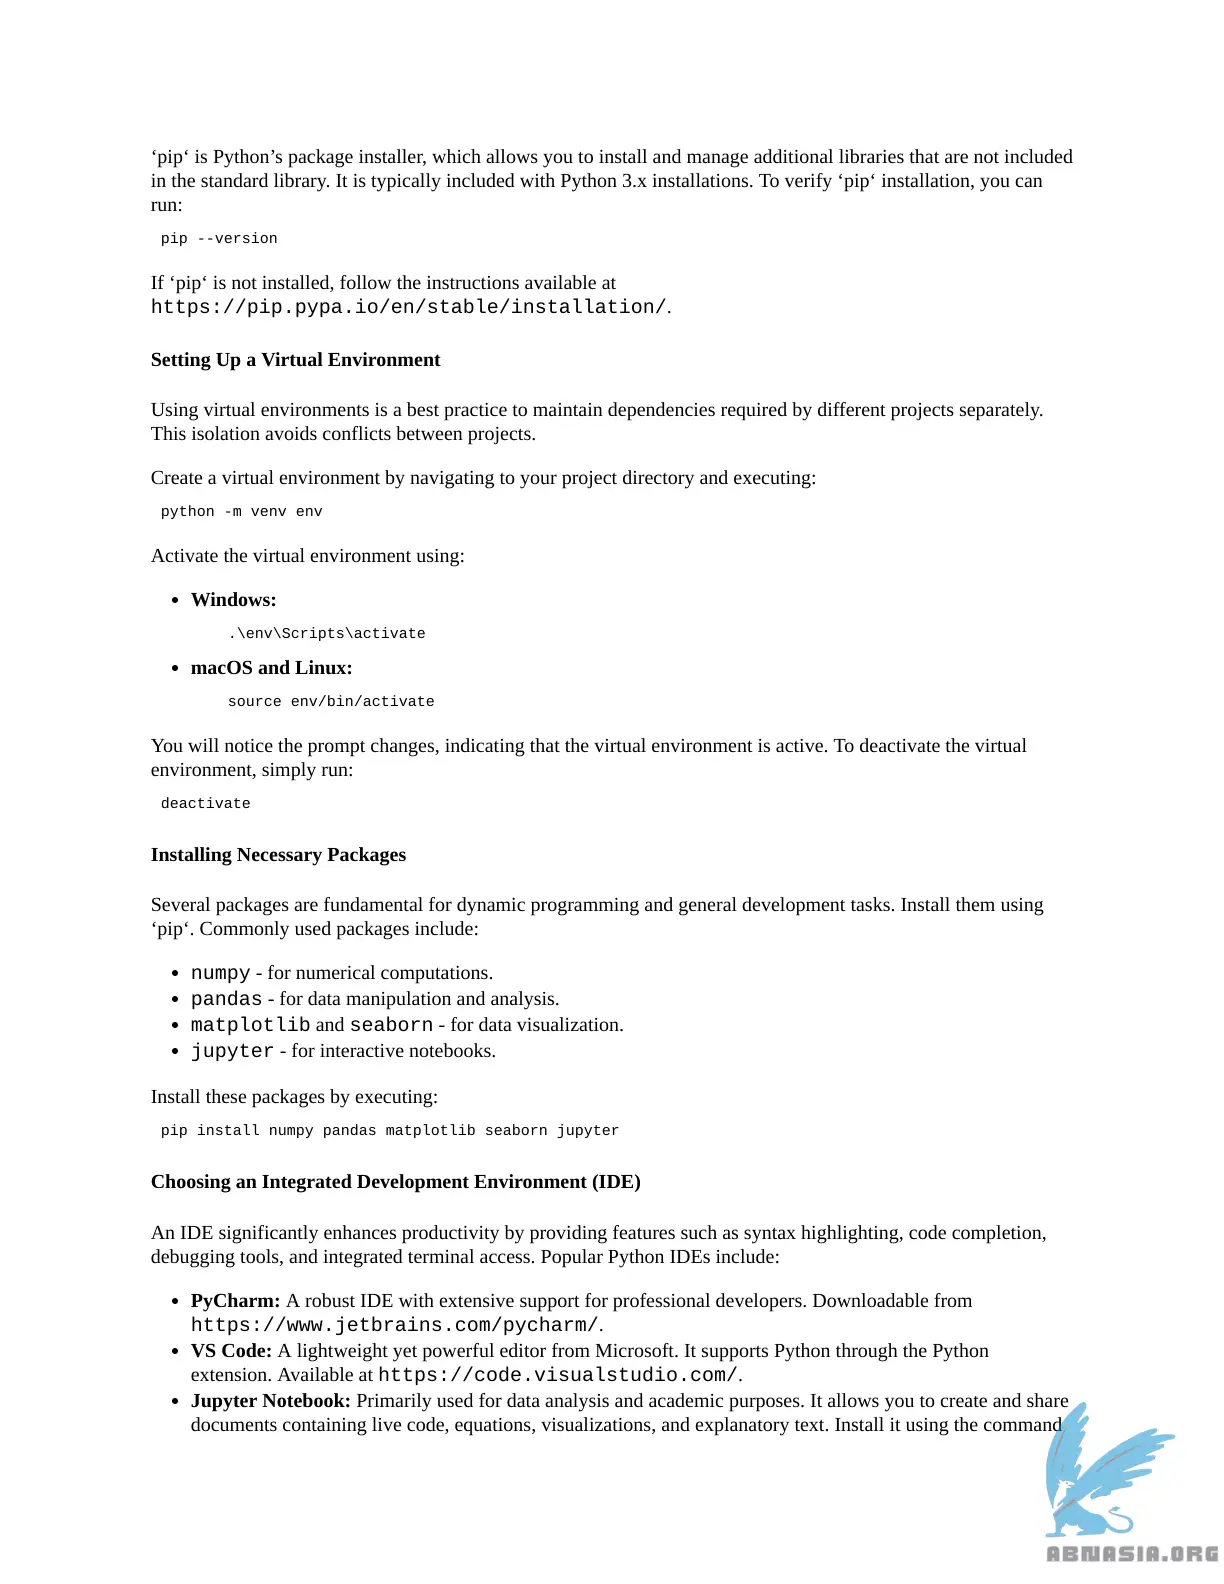 ‘pip‘ is Python’s package installer, which allows you to install and manage additional libraries that are not included
in the standard library. It is typically included with Python 3.x installations. To verify ‘pip‘ installation, you can
run:
pip --version
If ‘pip‘ is not installed, follow the instructions available at
https://pip.pypa.io/en/stable/installation/.
Setting Up a Virtual Environment
Using virtual environments is a best practice to maintain dependencies required by different projects separately.
This isolation avoids conflicts between projects.
Create a virtual environment by navigating to your project directory and executing:
python -m venv env
Activate the virtual environment using:
• Windows:
.\env\Scripts\activate
• macOS and Linux:
source env/bin/activate
You will notice the prompt changes, indicating that the virtual environment is active. To deactivate the virtual
environment, simply run:
deactivate
Installing Necessary Packages
Several packages are fundamental for dynamic programming and general development tasks. Install them using
‘pip‘. Commonly used packages include:
• numpy - for numerical computations.
• pandas - for data manipulation and analysis.
• matplotlib and seaborn - for data visualization.
• jupyter - for interactive notebooks.
Install these packages by executing:
pip install numpy pandas matplotlib seaborn jupyter
Choosing an Integrated Development Environment (IDE)
An IDE significantly enhances productivity by providing features such as syntax highlighting, code completion,
debugging tools, and integrated terminal access. Popular Python IDEs include:
• PyCharm: A robust IDE with extensive support for professional developers. Downloadable from
https://www.jetbrains.com/pycharm/.
• VS Code: A lightweight yet powerful editor from Microsoft. It supports Python through the Python
extension. Available at https://code.visualstudio.com/.
• Jupyter Notebook: Primarily used for data analysis and academic purposes. It allows you to create and share
documents containing live code, equations, visualizations, and explanatory text. Install it using the command
ABNASIA.ORG